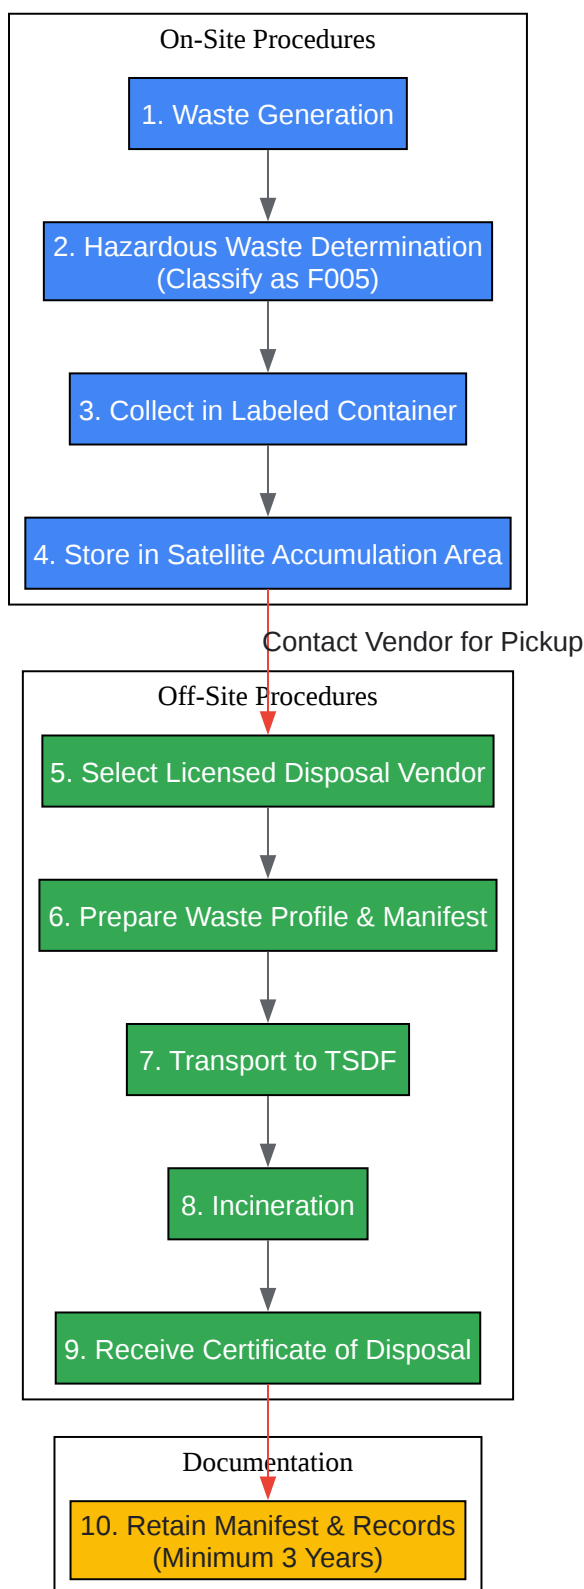 On-Site Procedures
1. Waste Generation
2. Hazardous Waste Determination
(Classify as F005)
3. Collect in Labeled Container
4. Store in Satellite Accumulation Area
Contact Vendor for Pickup
Off-Site Procedures
5. Select Licensed Disposal Vendor
6. Prepare Waste Profile & Manifest
7. Transport to TSDF
8. Incineration
9. Receive Certificate of Disposal
Documentation
10. Retain Manifest & Records
(Minimum 3 Years)